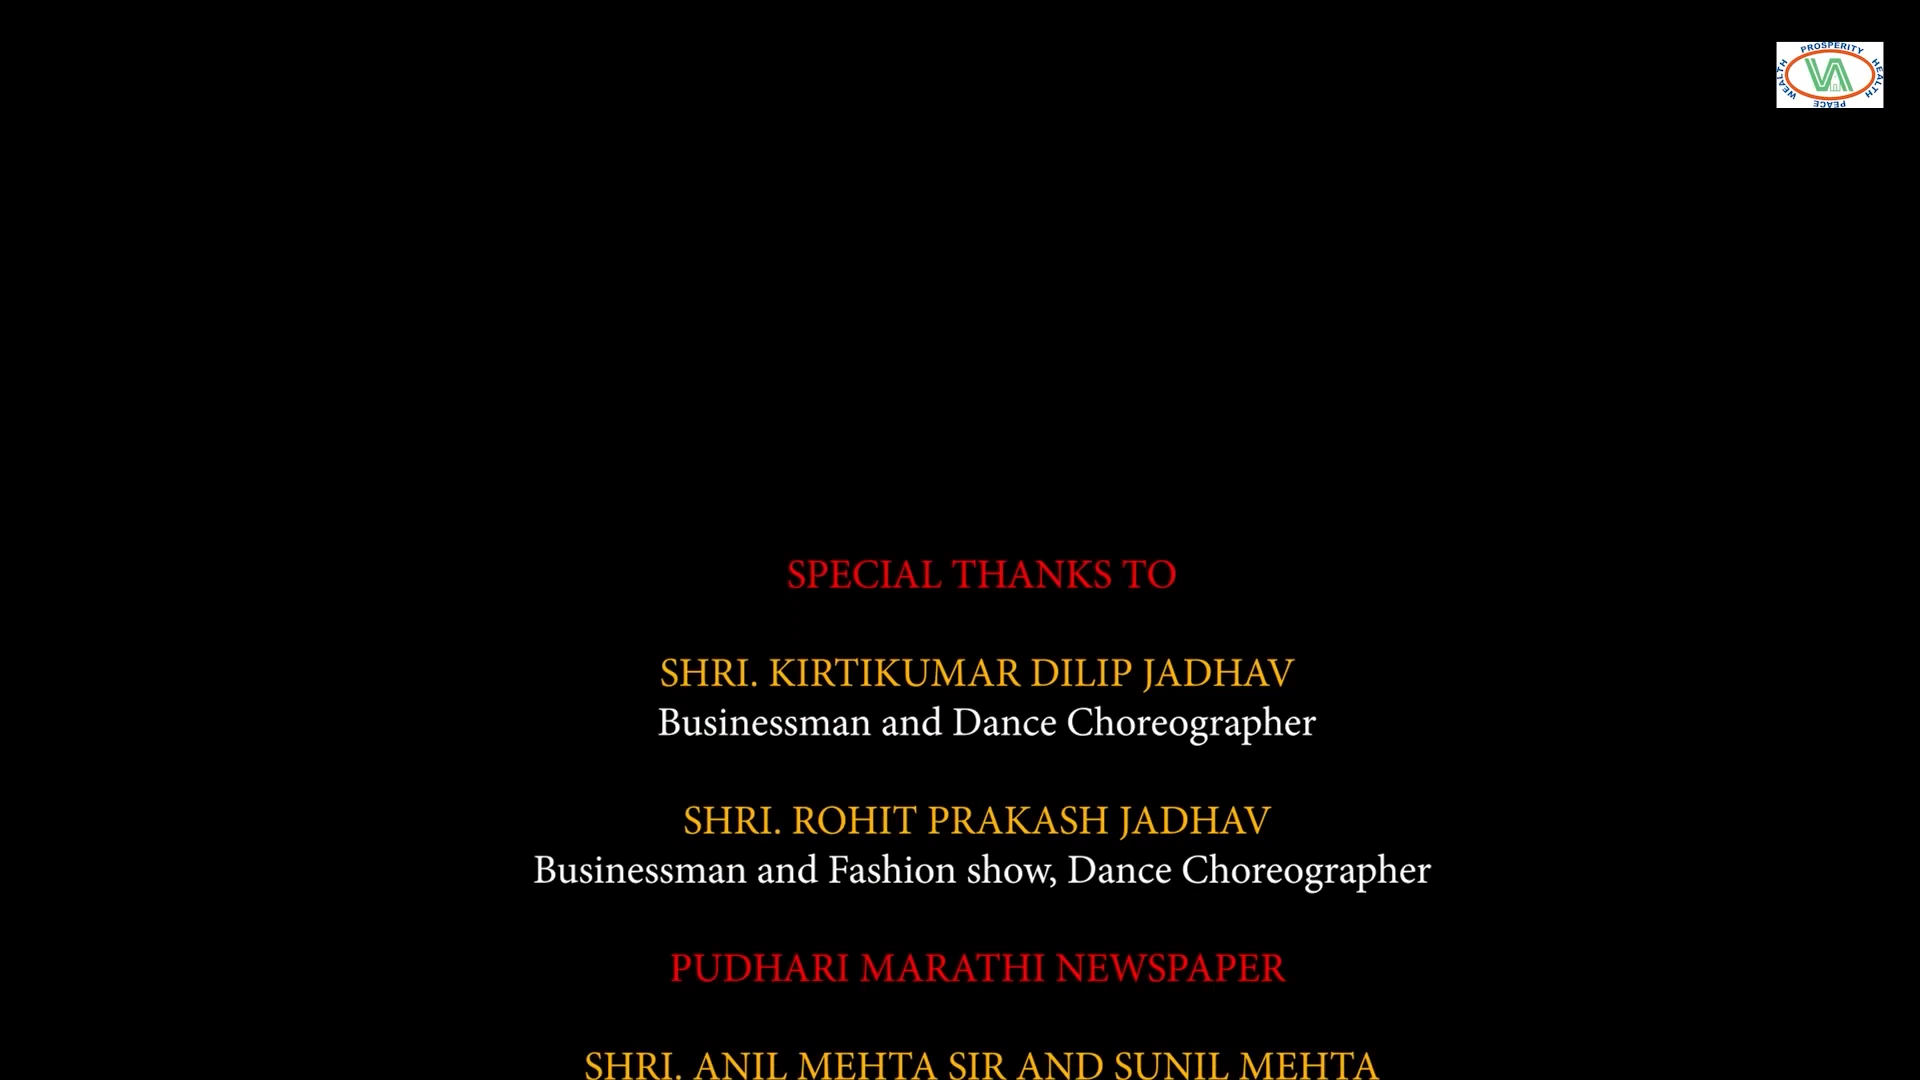 PROSPERITY
WEALTH
HEALTH
PEACE
VA
SPECIAL THANKS TO
SHRI. KIRTIKUMAR DILIP JADHAV
Businessman and Dance Choreographer
SHRI. ROHIT PRAKASH JADHAV
Businessman and Fashion show, Dance Choreographer
PUDHARI MARATHI NEWSPAPER
SHRI. ANIL MEHTA SIR AND SUNIL MEHTA